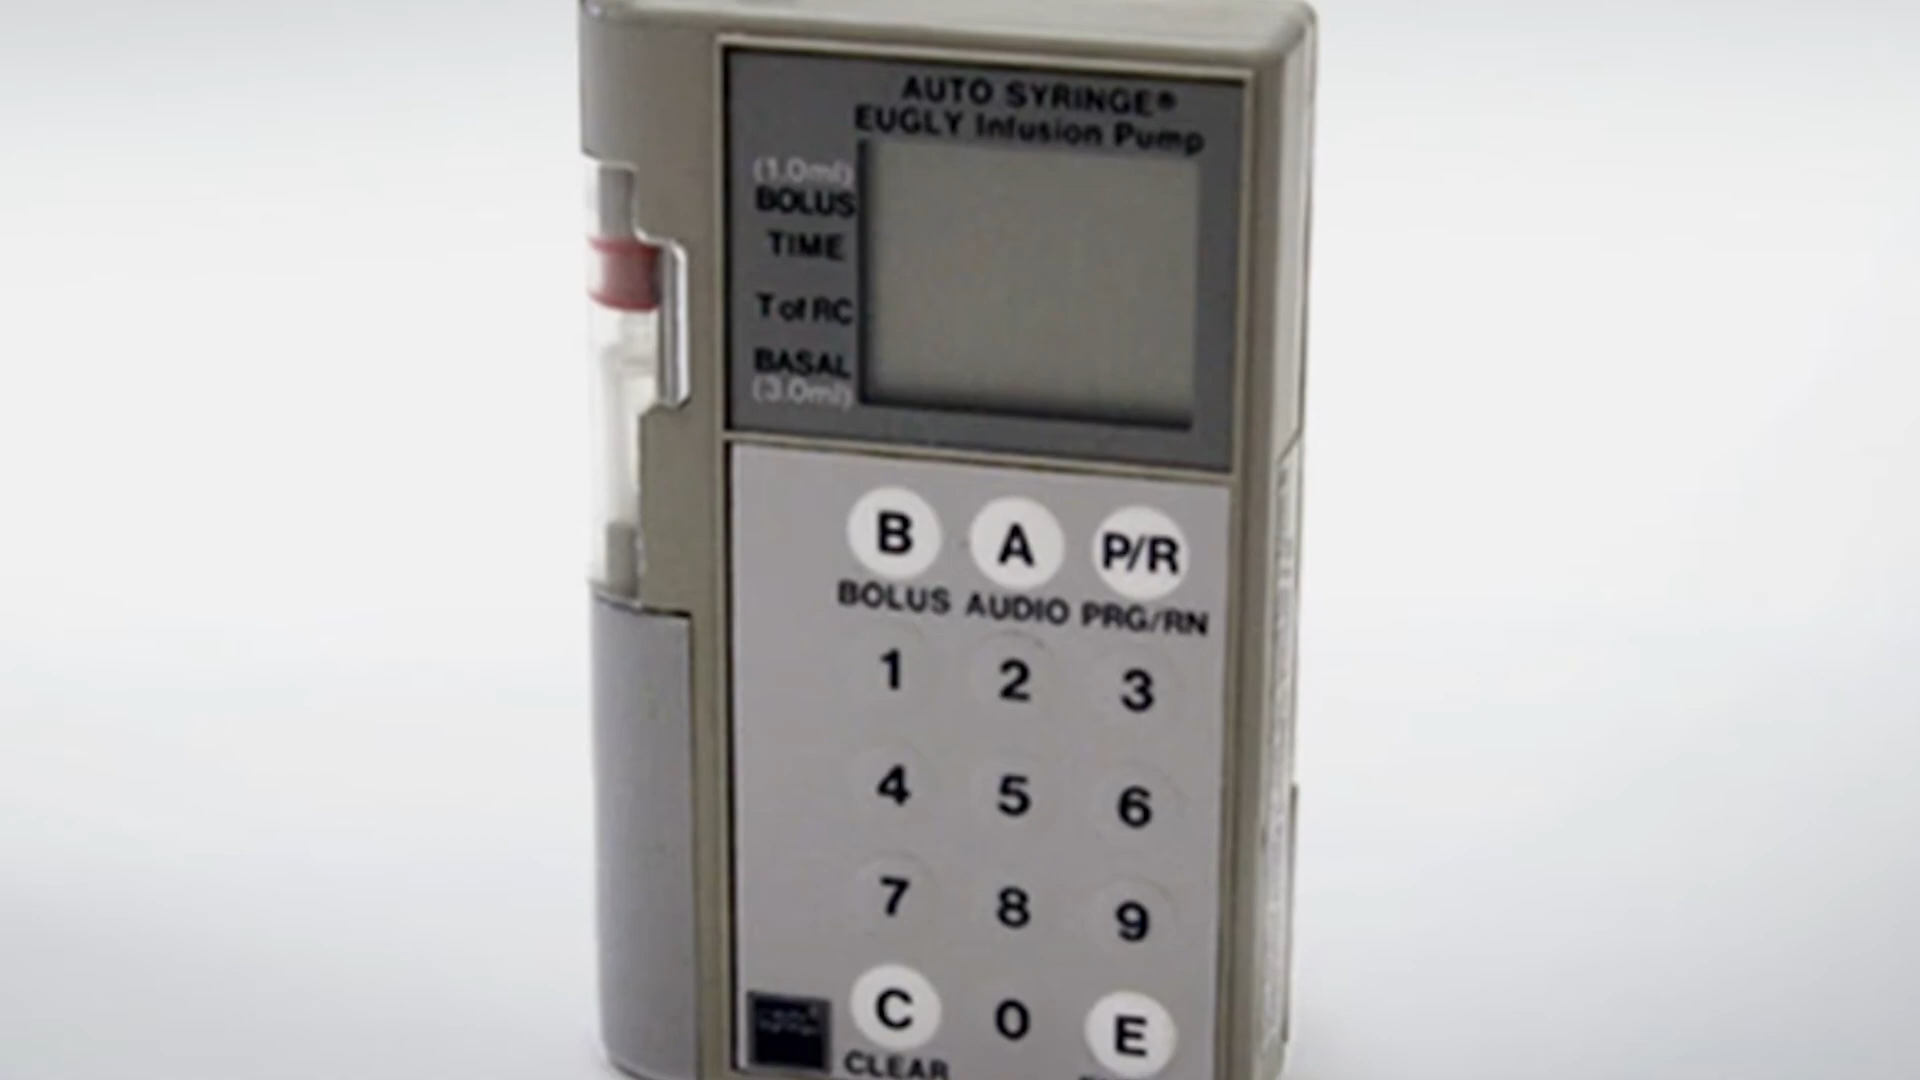 AUTO SYRINGE®
EUGLY Infusion Pump
(1.0ml)
BOLUS
TIME
T of RC
BASAL
(3.0ml)
B A P/R
BOLUS AUDIO PRG/RN
1 2 3
4 5 6
7 8 9
C 0 E
CLEAR